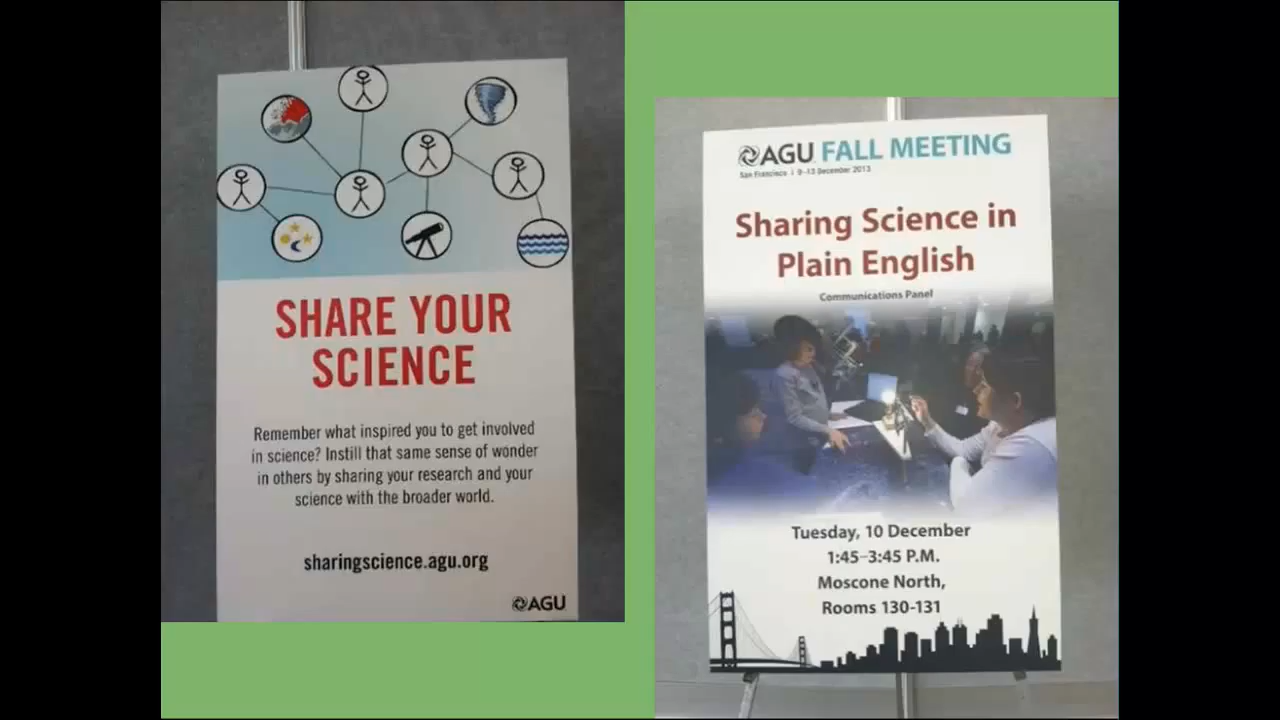 SHARE YOUR
SCIENCE
Remember what inspired you to get involved
in science? Instill that same sense of wonder
in others by sharing your research and your
science with the broader world.
sharingscience.agu.org
AGU
AGU FALL MEETING
San Francisco | 9–13 December 2013
Sharing Science in
Plain English
Communications Panel
Tuesday, 10 December
1:45–3:45 P.M.
Moscone North,
Rooms 130-131